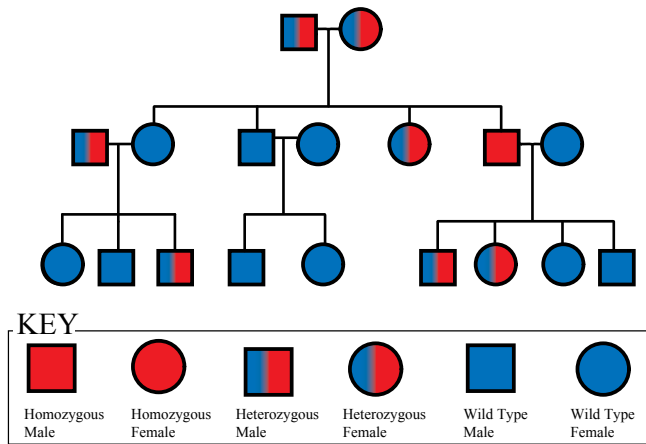 KEY
Homozygous Male
Homozygous Female
Heterozygous Male
Heterozygous Female
Wild Type Male
Wild Type Female